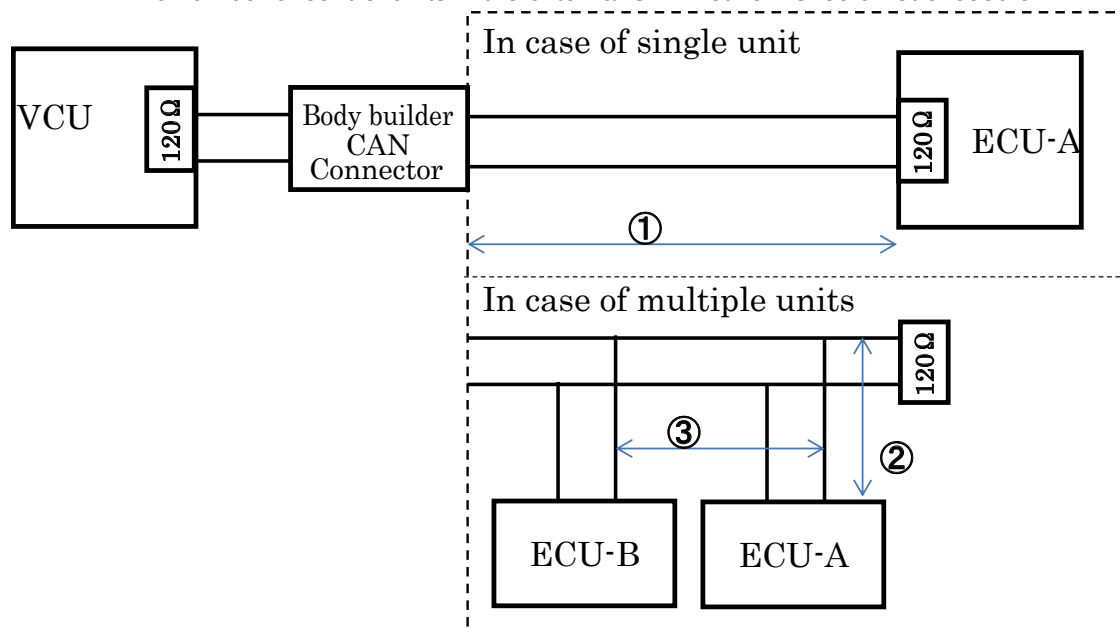 In case of single unit
VCU
120Ω
Body builder
CAN
Connector
120Ω
ECU-A
①
In case of multiple units
120Ω
③
②
ECU-B
ECU-A